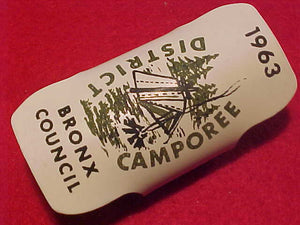 1963
DISTRICT
CAMPOREE
BRONX
COUNCIL